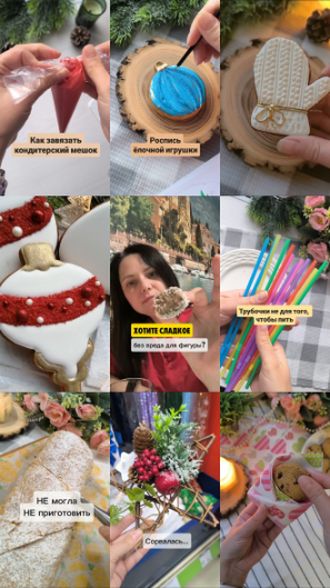 Как завязать
кондитерский мешок
Роспись
ёлочной игрушки
ХОТИТЕ СЛАДКОЕ
без вреда для фигуры?
Трубочки не для того,
чтобы пить
НЕ МОГЛА
НЕ ПРИГОТОВИТЬ
Сорвалась...